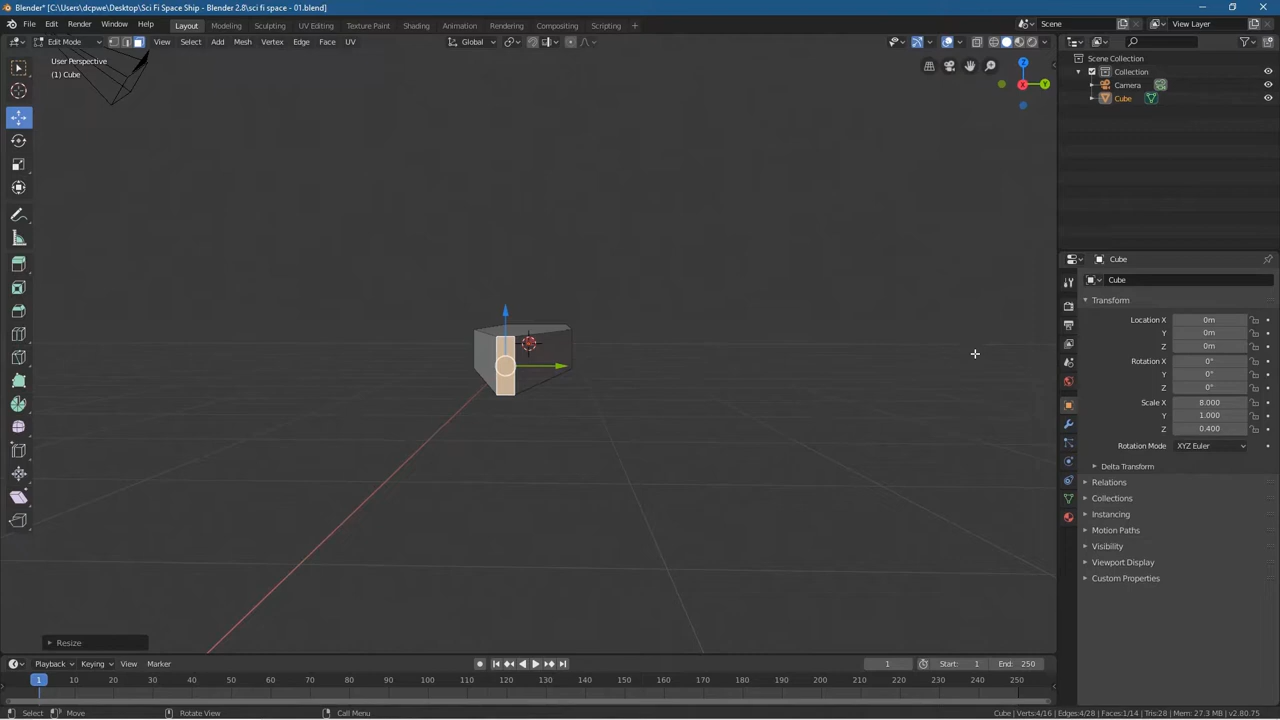 Blender* [C:\Users\dcpwe\Desktop\Sci Fi Space Ship - Blender 2.8\sci fi space - 01.blend]
File Edit Render Window Help Layout Modeling Sculpting UV Editing Texture Paint Shading Animation Rendering Compositing Scripting + Scene View Layer
Edit Mode View Select Add Mesh Vertex Edge Face UV Global
User Perspective
(1) Cube
Z
X
Y
Scene Collection
Collection
Camera
Cube
Cube
Cube
Transform
Location X 0m
Y 0m
Z 0m
Rotation X 0°
Y 0°
Z 0°
Scale X 8.000
Y 1.000
Z 0.400
Rotation Mode XYZ Euler
Delta Transform
Relations
Collections
Instancing
Motion Paths
Visibility
Viewport Display
Custom Properties
Resize
Playback Keying View Marker 1 Start: 1 End: 250
1 10 20 30 40 50 60 70 80 90 100 110 120 130 140 150 160 170 180 190 200 210 220 230 240 250
Select Move Rotate View Call Menu Cube | Verts:4/16 | Edges:4/28 | Faces:1/14 | Tris:28 | Mem: 27.3 MB | v2.80.75